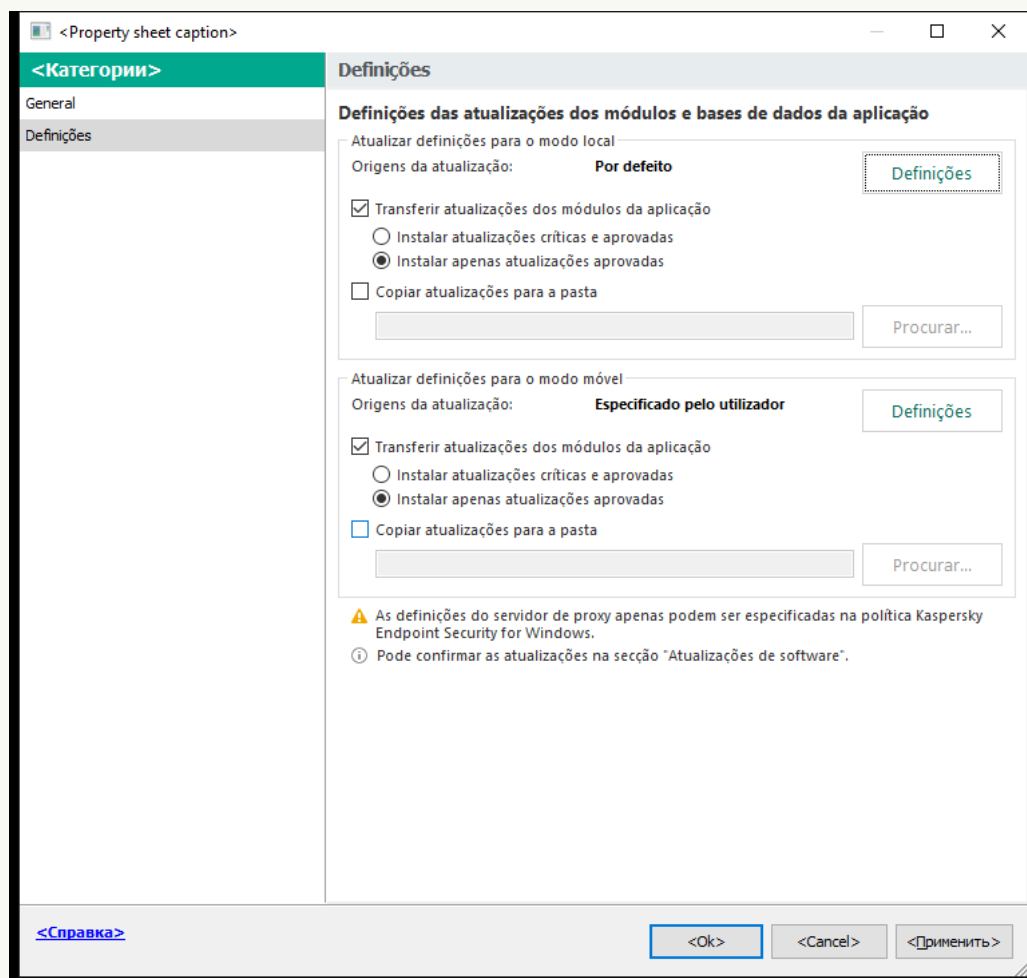 <Property sheet caption>
<Категории>
General
Definições
Definições
Definições das atualizações dos módulos e bases de dados da aplicação
Atualizar definições para o modo local
Origens da atualização: Por defeito
Definições
Transferir atualizações dos módulos da aplicação
Instalar atualizações críticas e aprovadas
Instalar apenas atualizações aprovadas
Copiar atualizações para a pasta
Procurar...
Atualizar definições para o modo móvel
Origens da atualização: Especificado pelo utilizador
Definições
Transferir atualizações dos módulos da aplicação
Instalar atualizações críticas e aprovadas
Instalar apenas atualizações aprovadas
Copiar atualizações para a pasta
Procurar...
As definições do servidor de proxy apenas podem ser especificadas na política Kaspersky
Endpoint Security for Windows.
Pode confirmar as atualizações na secção "Atualizações de software".
<Справка>
<Ok>
<Cancel>
<Применить>